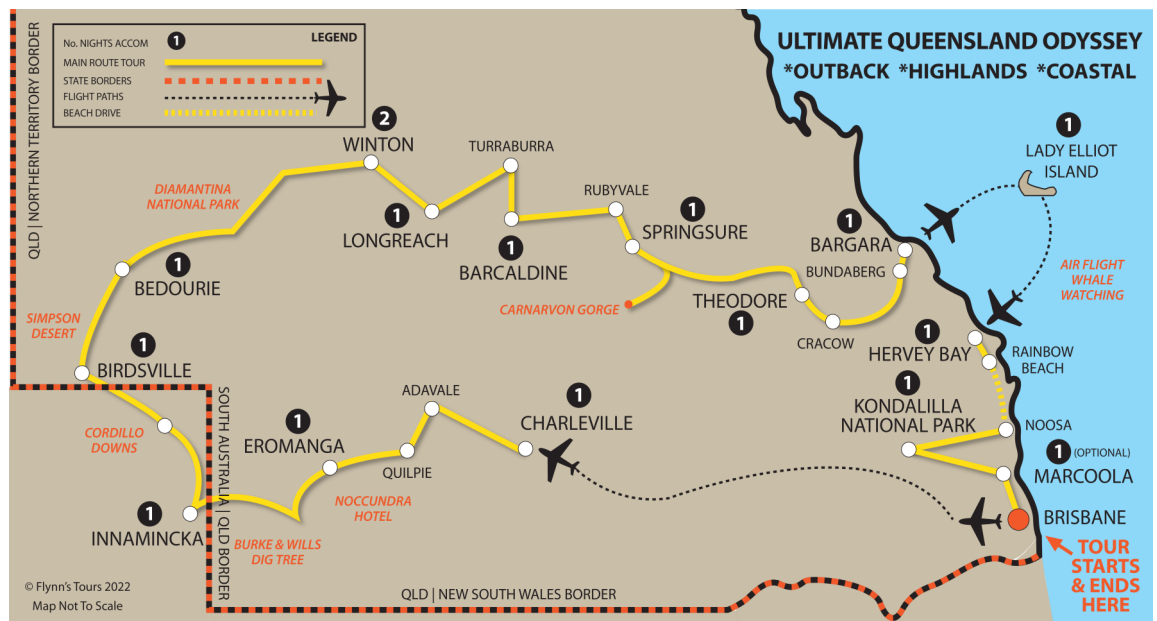 ULTIMATE QUEENSLAND ODYSSEY
*OUTBACK *HIGHLANDS *COASTAL
LEGEND
No. NIGHTS ACCOM 1
MAIN ROUTE TOUR
STATE BORDERS
FLIGHT PATHS
BEACH DRIVE
QLD | NORTHERN TERRITORY BORDER
2
WINTON
TURRABURRA
1
LADY ELLIOT
ISLAND
DIAMANTINA
NATIONAL PARK
RUBYVALE
1
LONGREACH
1
SPRINGSURE
1
BARGARA
1
BARCALDINE
BUNDABERG
1
BEDOURIE
AIR FLIGHT
WHALE
WATCHING
CARNARVON GORGE
THEODORE
1
SIMPSON
DESERT
CRACOW
1
HERVEY BAY
RAINBOW
BEACH
1
BIRDSVILLE
1
KONDALILLA
NATIONAL PARK
ADAVALE
1
CHARLEVILLE
NOOSA
CORDILLO
DOWNS
SOUTH AUSTRALIA | QLD BORDER
1
EROMANGA
QUILPIE
1 (OPTIONAL)
MARCOOLA
NOCCUNDRA
HOTEL
1
INNAMINCKA
BRISBANE
BURKE & WILLS
DIG TREE
TOUR
STARTS
& ENDS
HERE
© Flynn's Tours 2022
Map Not To Scale
QLD | NEW SOUTH WALES BORDER